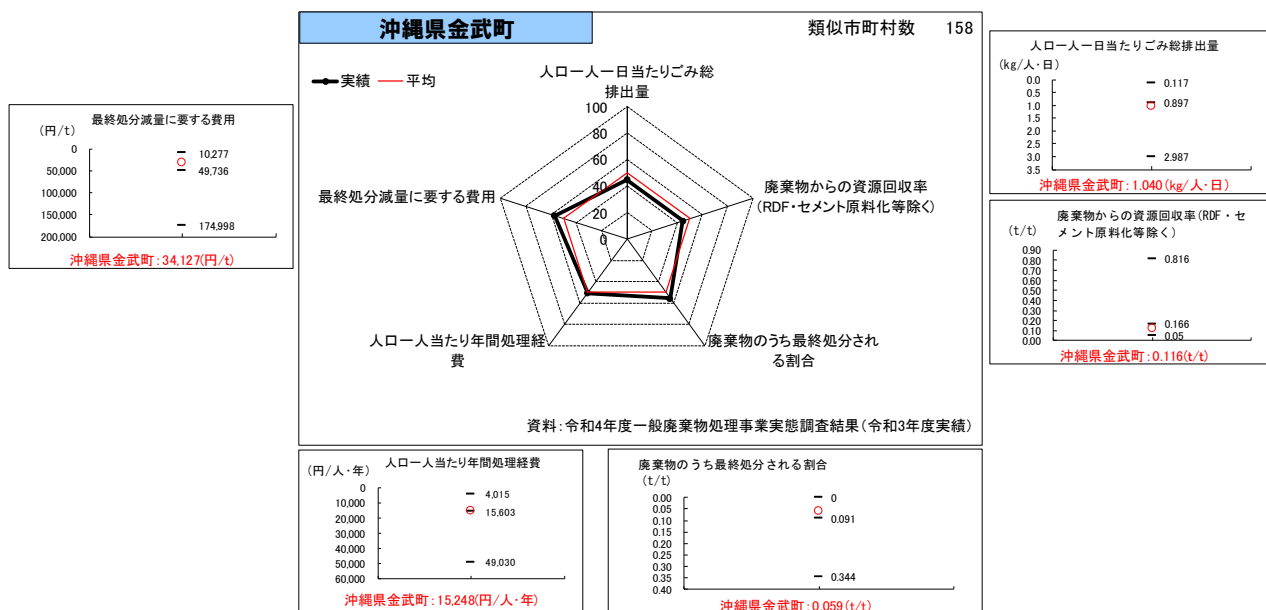 沖縄県金武町
類似市町村数 158
実績
平均
人口一人一日当たりごみ総
排出量
廃棄物からの資源回収率
(RDF・セメント原料化等除く)
廃棄物のうち最終処分され
る割合
人口一人当たり年間処理経
費
最終処分減量に要する費用
100
80
60
40
20
0
資料:令和4年度一般廃棄物処理事業実態調査結果(令和3年度実績)
最終処分減量に要する費用
(円/t)
0
50,000
100,000
150,000
200,000
10,277
49,736
174,998
沖縄県金武町:34,127(円/t)
人口一人一日当たりごみ総排出量
(kg/人・日)
0.0
0.5
1.0
1.5
2.0
2.5
3.0
3.5
0.117
0.897
2.987
沖縄県金武町:1.040(kg/人・日)
廃棄物からの資源回収率(RDF・セ
メント原料化等除く)
(t/t)
0.90
0.80
0.70
0.60
0.50
0.40
0.30
0.20
0.10
0.00
0.816
0.166
0.05
沖縄県金武町:0.116(t/t)
人口一人当たり年間処理経費
(円/人・年)
0
10,000
20,000
30,000
40,000
50,000
60,000
4,015
15,603
49,030
沖縄県金武町:15,248(円/人・年)
廃棄物のうち最終処分される割合
(t/t)
0.00
0.05
0.10
0.15
0.20
0.25
0.30
0.35
0.40
0
0.091
0.344
沖縄県金武町:0.059(t/t)